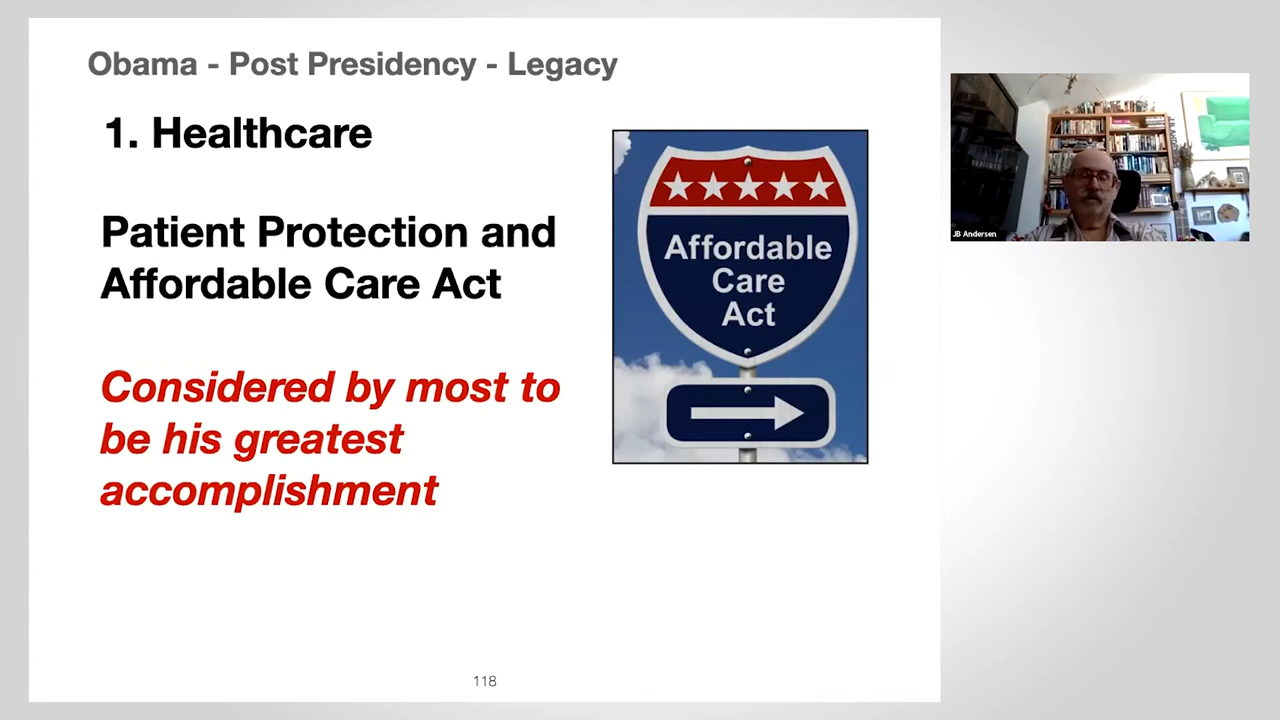 Obama - Post Presidency - Legacy
1. Healthcare
Patient Protection and
Affordable Care Act
Considered by most to
be his greatest
accomplishment
Affordable
Care
Act
JB Andersen
118